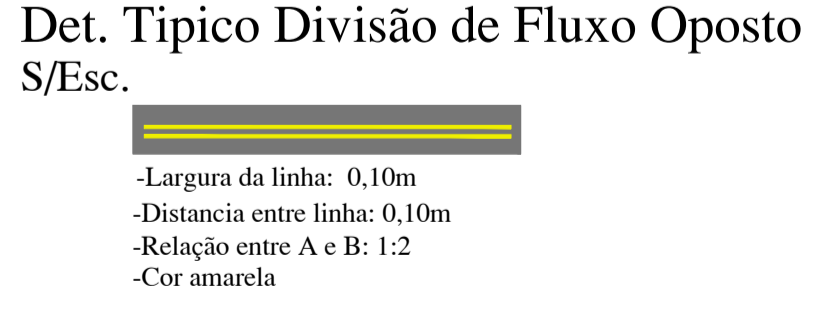 Det. Tipico Divisão de Fluxo Oposto
S/Esc.
-Largura da linha: 0,10m
-Distancia entre linha: 0,10m
-Relação entre A e B: 1:2
-Cor amarela